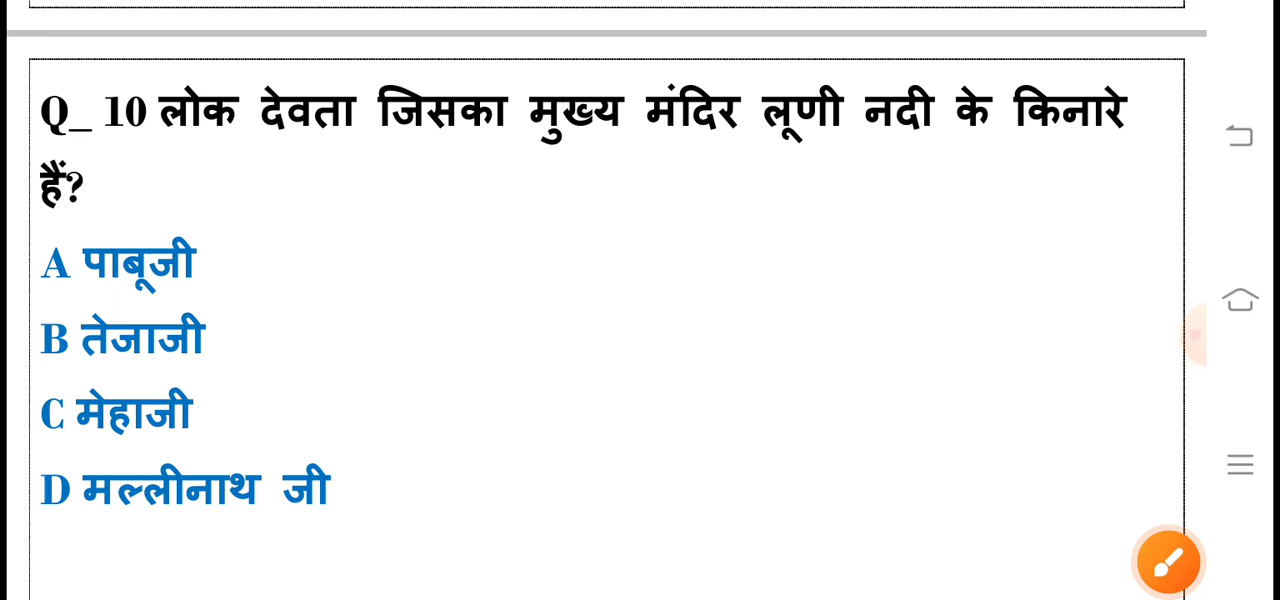 Q_ 10 लोक देवता जिसका मुख्य मंदिर लूणी नदी के किनारे
हैं?
A पाबूजी
B तेजाजी
C मेहाजी
D मल्लीनाथ जी